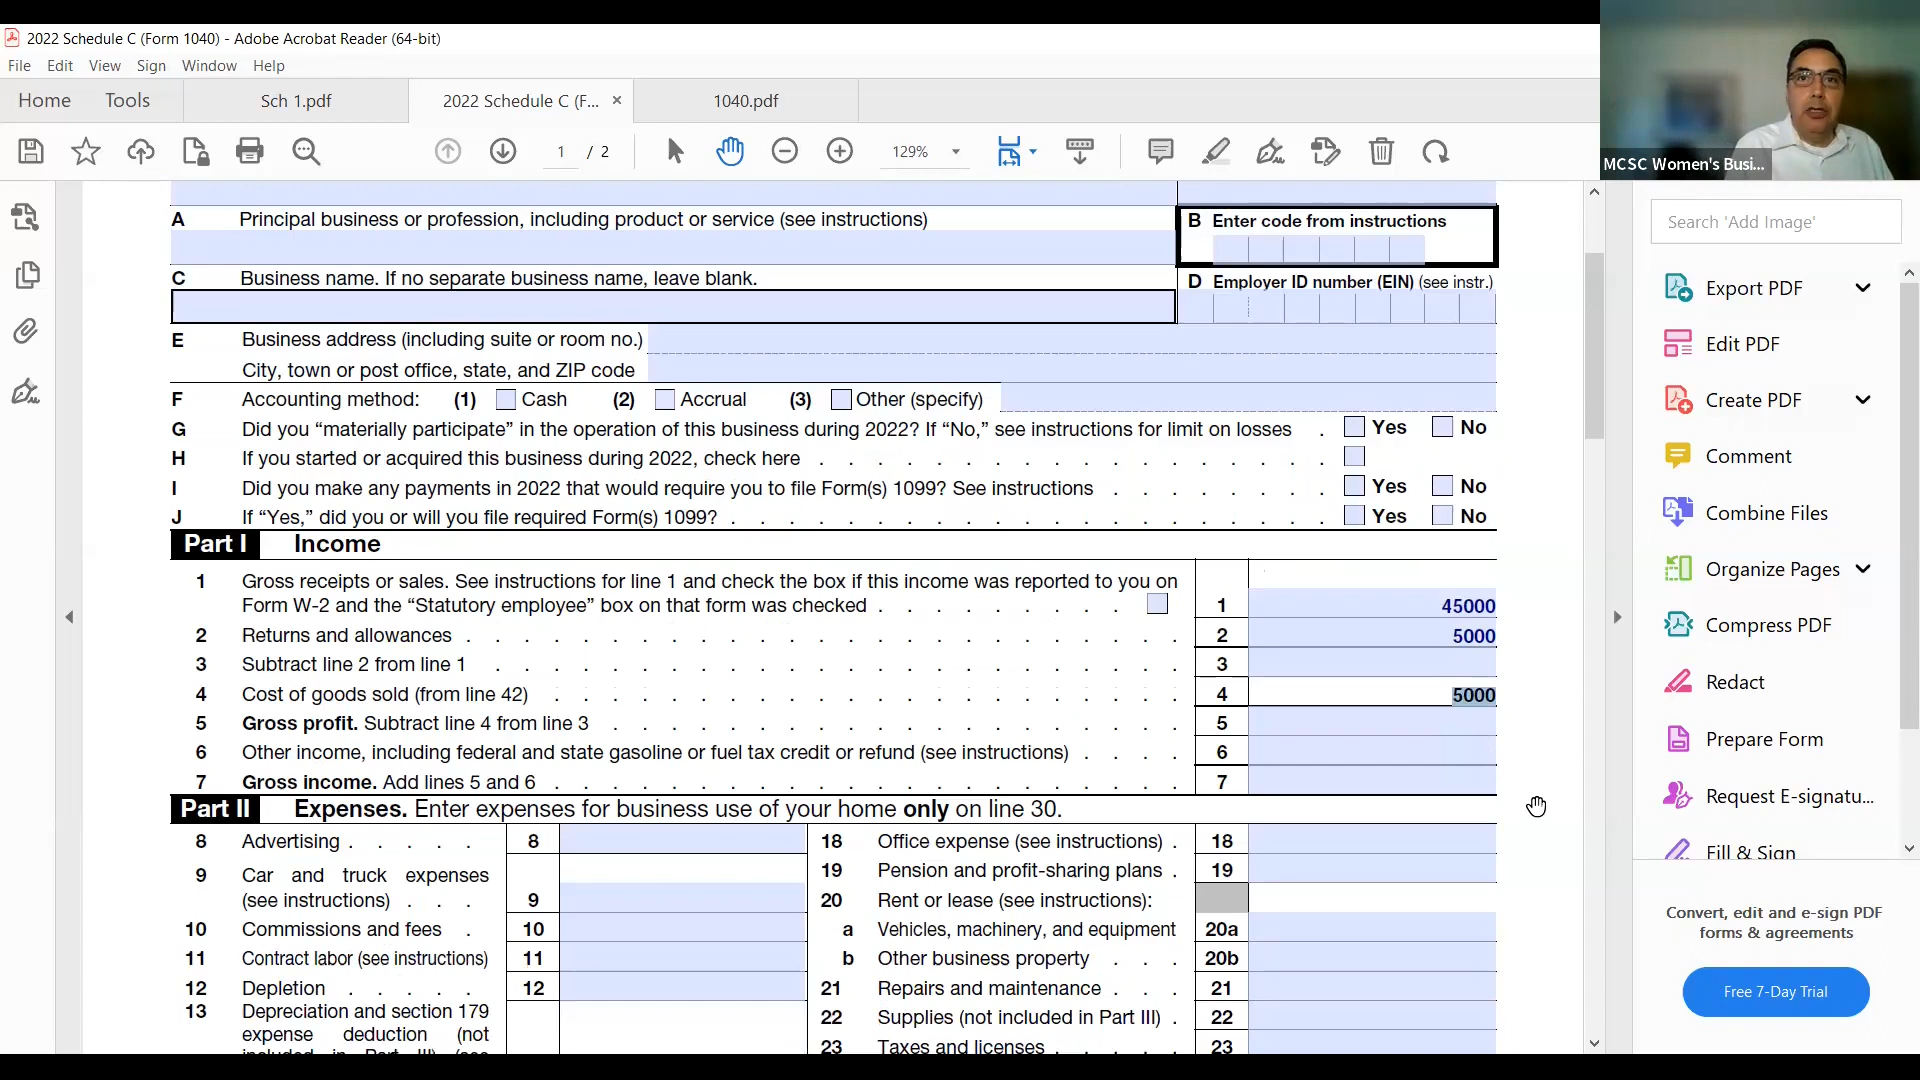 2022 Schedule C (Form 1040) - Adobe Acrobat Reader (64-bit)
File Edit View Sign Window Help
Home Tools Sch 1.pdf 2022 Schedule C (F... × 1040.pdf
1 / 2 129%
MCSC Women's Busi...
A Principal business or profession, including product or service (see instructions)
B Enter code from instructions
C Business name. If no separate business name, leave blank.
D Employer ID number (EIN) (see instr.)
E Business address (including suite or room no.)
City, town or post office, state, and ZIP code
F Accounting method: (1) Cash (2) Accrual (3) Other (specify)
G Did you “materially participate” in the operation of this business during 2022? If “No,” see instructions for limit on losses . Yes No
H If you started or acquired this business during 2022, check here . . . . . . . . . . . . . . . . . .
I Did you make any payments in 2022 that would require you to file Form(s) 1099? See instructions . . . . . . . . Yes No
J If “Yes,” did you or will you file required Form(s) 1099? . . . . . . . . . . . . . . . . . . . . . Yes No
Part I Income
1 Gross receipts or sales. See instructions for line 1 and check the box if this income was reported to you on
Form W-2 and the “Statutory employee” box on that form was checked . . . . . . . . . 1 45000
2 Returns and allowances . . . . . . . . . . . . . . . . . . . . . . . . . 2 5000
3 Subtract line 2 from line 1 . . . . . . . . . . . . . . . . . . . . . . . . 3
4 Cost of goods sold (from line 42) . . . . . . . . . . . . . . . . . . . . . . 4 5000
5 Gross profit. Subtract line 4 from line 3 . . . . . . . . . . . . . . . . . . . . 5
6 Other income, including federal and state gasoline or fuel tax credit or refund (see instructions) . . . . 6
7 Gross income. Add lines 5 and 6 . . . . . . . . . . . . . . . . . . . . . . 7
Part II Expenses. Enter expenses for business use of your home only on line 30.
8 Advertising . . . . . 8
18 Office expense (see instructions) . 18
9 Car and truck expenses
(see instructions) . . . 9
19 Pension and profit-sharing plans . 19
20 Rent or lease (see instructions):
10 Commissions and fees . 10
a Vehicles, machinery, and equipment 20a
11 Contract labor (see instructions) 11
b Other business property . . . 20b
12 Depletion . . . . . 12
21 Repairs and maintenance . . . 21
13 Depreciation and section 179
expense deduction (not
included in Part III) (see
22 Supplies (not included in Part III) . 22
23 Taxes and licenses . . . . . 23
Search 'Add Image'
Export PDF
Edit PDF
Create PDF
Comment
Combine Files
Organize Pages
Compress PDF
Redact
Prepare Form
Request E-signatu...
Fill & Sign
Convert, edit and e-sign PDF
forms & agreements
Free 7-Day Trial